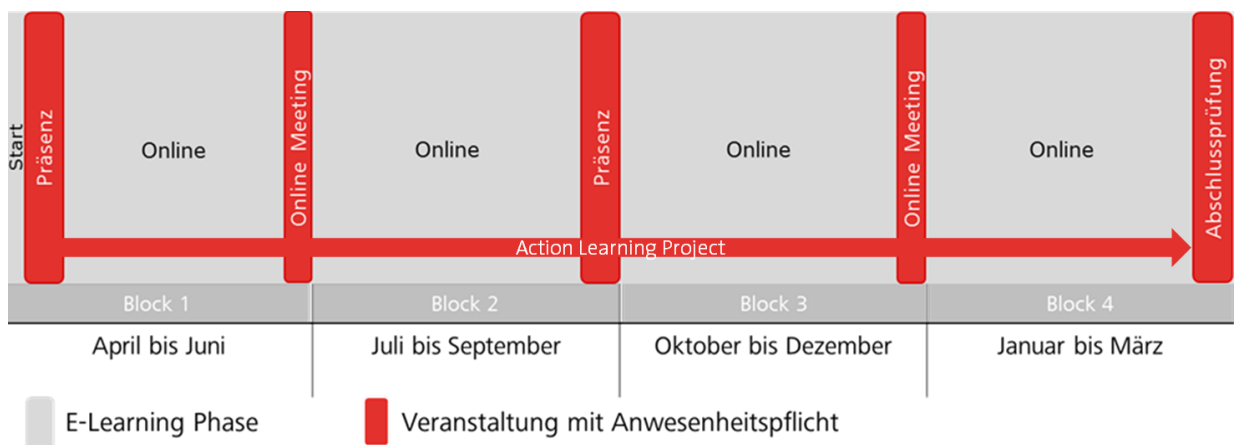 Start
Präsenz
Online
Online Meeting
Online
Präsenz
Online
Online Meeting
Online
Abschlussprüfung
Action Learning Project
Block 1
Block 2
Block 3
Block 4
April bis Juni
Juli bis September
Oktober bis Dezember
Januar bis März
E-Learning Phase
Veranstaltung mit Anwesenheitspflicht